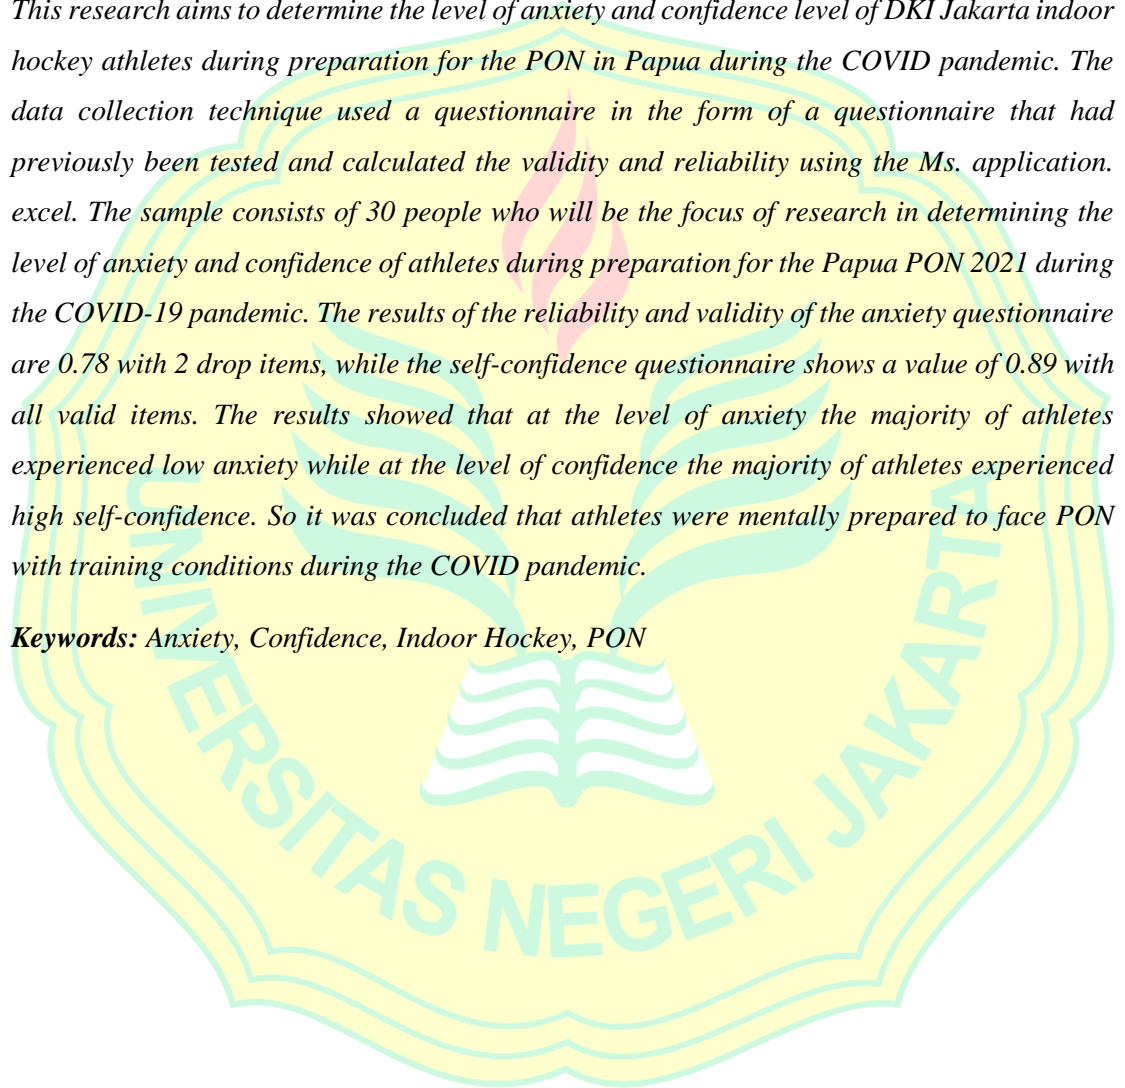 This research aims to determine the level of anxiety and confidence level of DKI Jakarta indoor
hockey athletes during preparation for the PON in Papua during the COVID pandemic. The
data collection technique used a questionnaire in the form of a questionnaire that had
previously been tested and calculated the validity and reliability using the Ms. application.
excel. The sample consists of 30 people who will be the focus of research in determining the
level of anxiety and confidence of athletes during preparation for the Papua PON 2021 during
the COVID-19 pandemic. The results of the reliability and validity of the anxiety questionnaire
are 0.78 with 2 drop items, while the self-confidence questionnaire shows a value of 0.89 with
all valid items. The results showed that at the level of anxiety the majority of athletes
experienced low anxiety while at the level of confidence the majority of athletes experienced
high self-confidence. So it was concluded that athletes were mentally prepared to face PON
with training conditions during the COVID pandemic.
Keywords: Anxiety, Confidence, Indoor Hockey, PON
UNIVERSITAS NEGERI JAKARTA